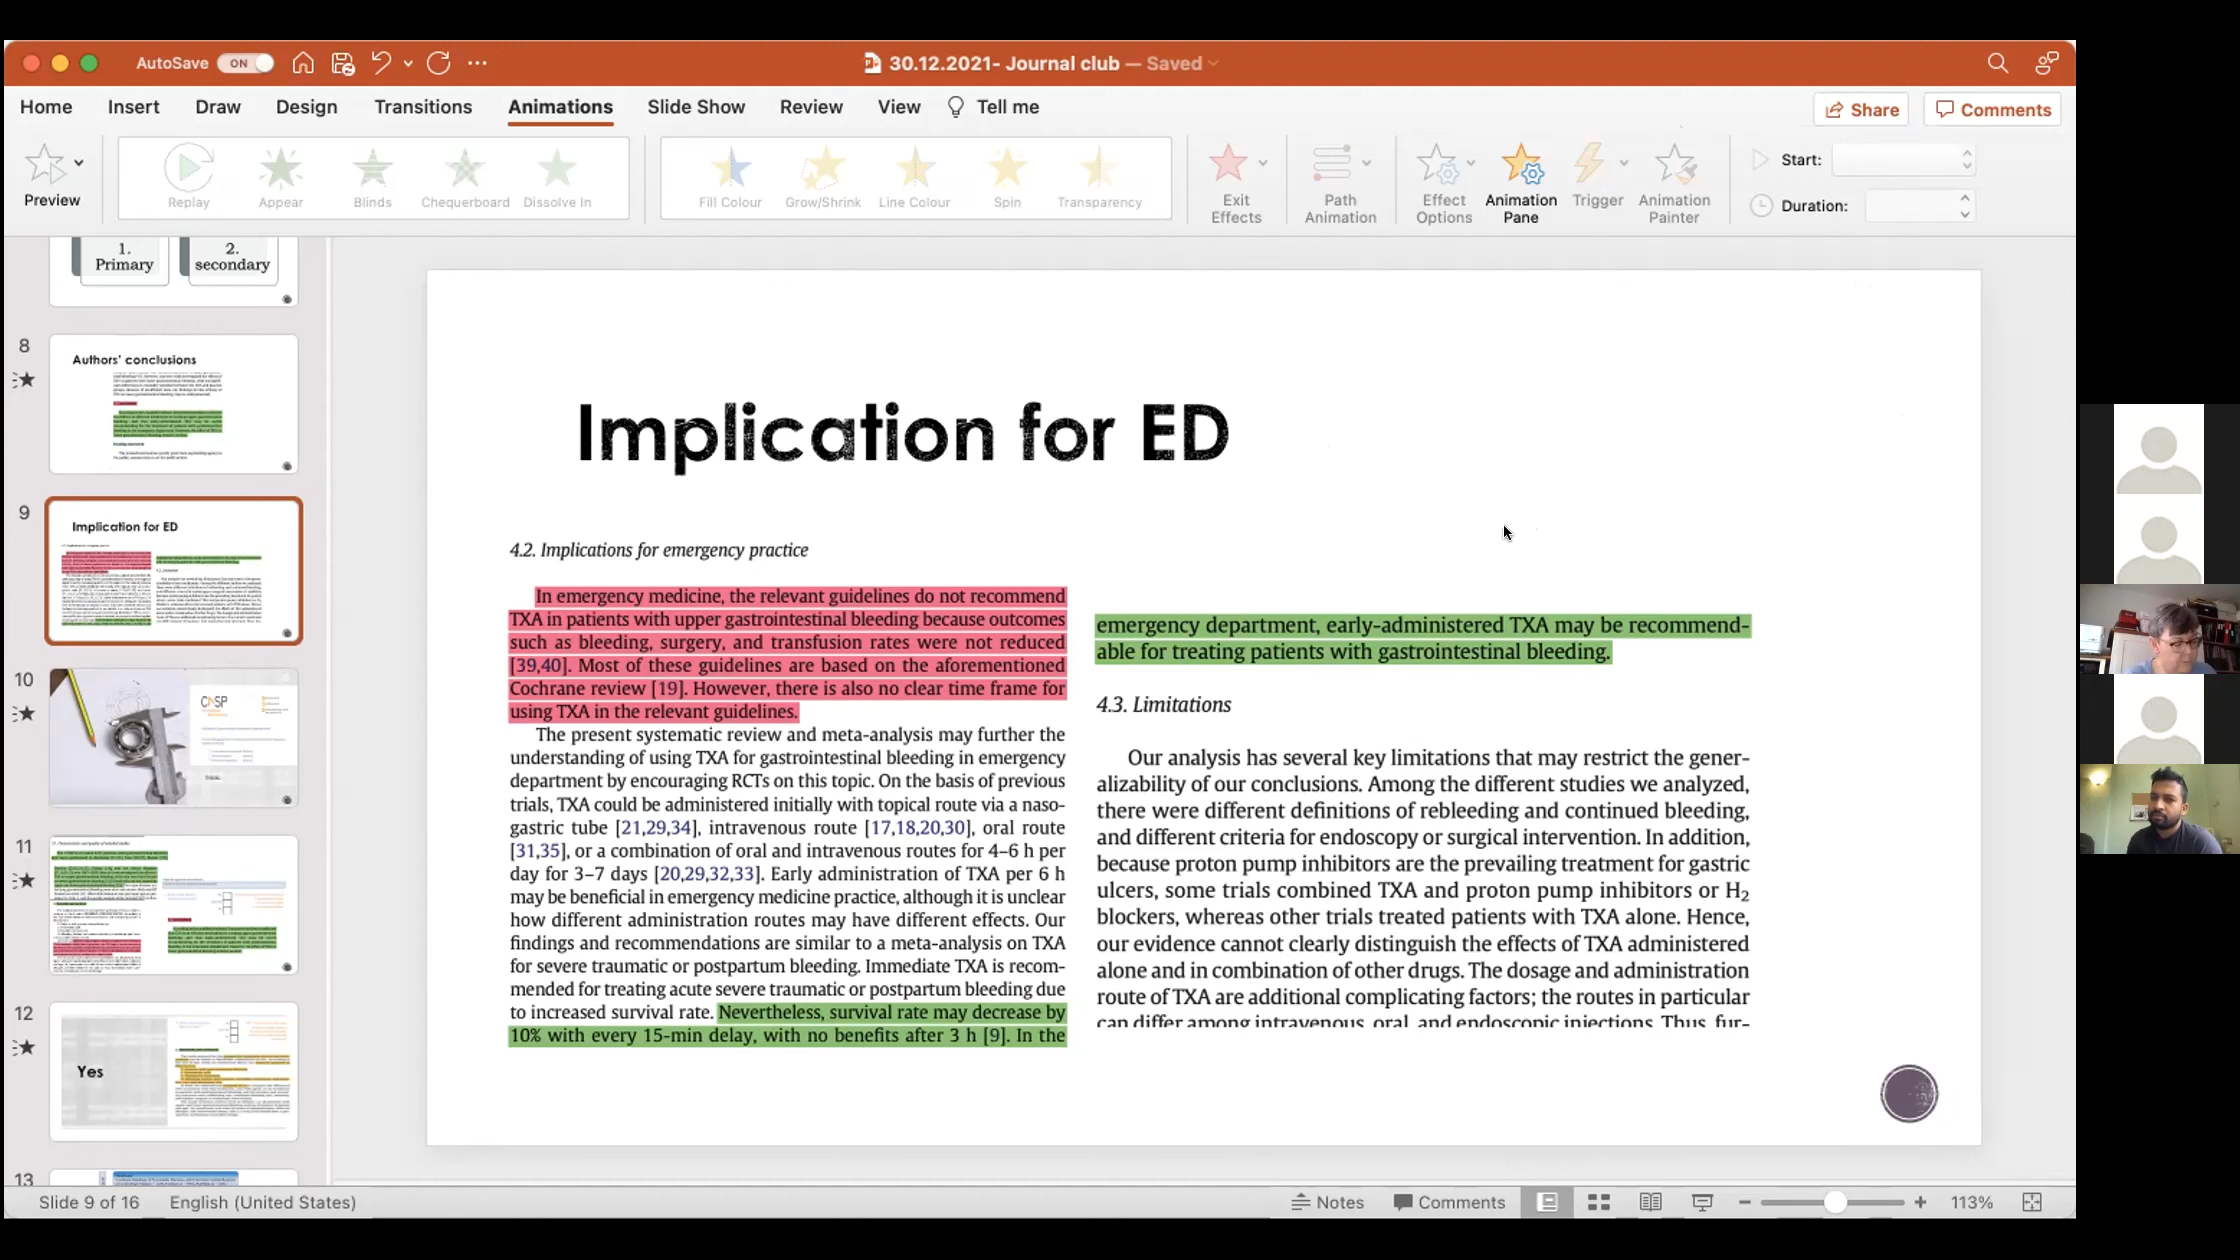 AutoSave ON
30.12.2021- Journal club — Saved
Home Insert Draw Design Transitions Animations Slide Show Review View Tell me
Share Comments
Preview
Replay Appear Blinds Chequerboard Dissolve In
Fill Colour Grow/Shrink Line Colour Spin Transparency
Exit Effects
Path Animation
Effect Options
Animation Pane
Trigger
Animation Painter
Start:
Duration:
1. Primary
2. secondary
8
Authors' conclusions
9
Implication for ED
10
CASP
11
12
Yes
13
Implication for ED
4.2. Implications for emergency practice
In emergency medicine, the relevant guidelines do not recommend
TXA in patients with upper gastrointestinal bleeding because outcomes
such as bleeding, surgery, and transfusion rates were not reduced
[39,40]. Most of these guidelines are based on the aforementioned
Cochrane review [19]. However, there is also no clear time frame for
using TXA in the relevant guidelines.
The present systematic review and meta-analysis may further the
understanding of using TXA for gastrointestinal bleeding in emergency
department by encouraging RCTs on this topic. On the basis of previous
trials, TXA could be administered initially with topical route via a naso-
gastric tube [21,29,34], intravenous route [17,18,20,30], oral route
[31,35], or a combination of oral and intravenous routes for 4–6 h per
day for 3–7 days [20,29,32,33]. Early administration of TXA per 6 h
may be beneficial in emergency medicine practice, although it is unclear
how different administration routes may have different effects. Our
findings and recommendations are similar to a meta-analysis on TXA
for severe traumatic or postpartum bleeding. Immediate TXA is recom-
mended for treating acute severe traumatic or postpartum bleeding due
to increased survival rate. Nevertheless, survival rate may decrease by
10% with every 15-min delay, with no benefits after 3 h [9]. In the
emergency department, early-administered TXA may be recommend-
able for treating patients with gastrointestinal bleeding.
4.3. Limitations
Our analysis has several key limitations that may restrict the gener-
alizability of our conclusions. Among the different studies we analyzed,
there were different definitions of rebleeding and continued bleeding,
and different criteria for endoscopy or surgical intervention. In addition,
because proton pump inhibitors are the prevailing treatment for gastric
ulcers, some trials combined TXA and proton pump inhibitors or H2
blockers, whereas other trials treated patients with TXA alone. Hence,
our evidence cannot clearly distinguish the effects of TXA administered
alone and in combination of other drugs. The dosage and administration
route of TXA are additional complicating factors; the routes in particular
can differ among intravenous, oral, and endoscopic injections. Thus, fur-
Slide 9 of 16 English (United States)
Notes Comments 113%